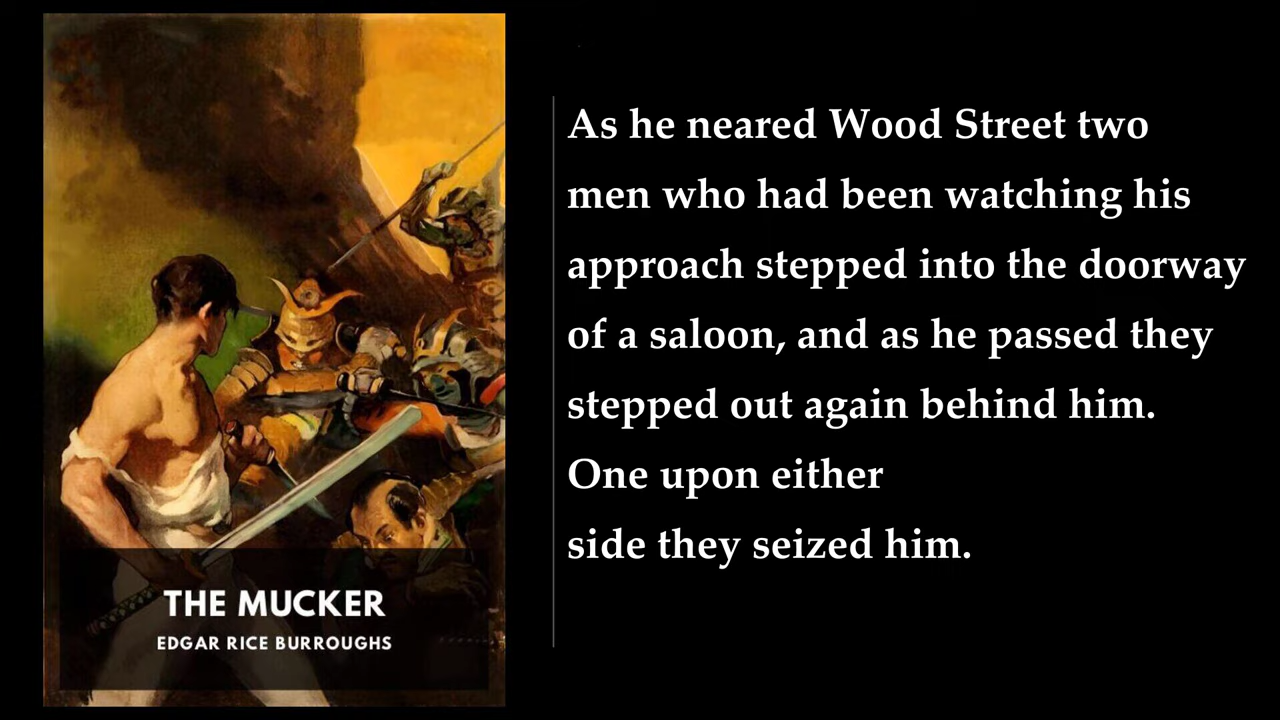 THE MUCKER
EDGAR RICE BURROUGHS
As he neared Wood Street two
men who had been watching his
approach stepped into the doorway
of a saloon, and as he passed they
stepped out again behind him.
One upon either
side they seized him.